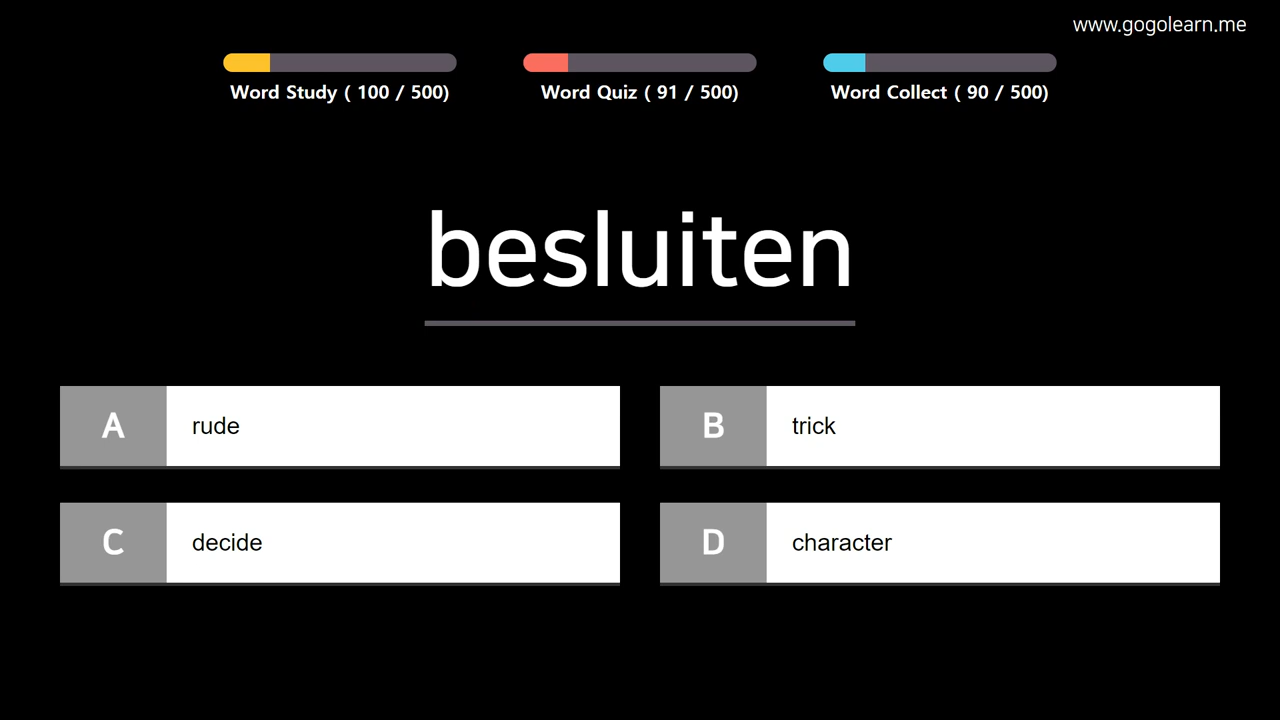 www.gogolearn.me
Word Study ( 100 / 500)
Word Quiz ( 91 / 500)
Word Collect ( 90 / 500)
besluiten
A rude
B trick
C decide
D character